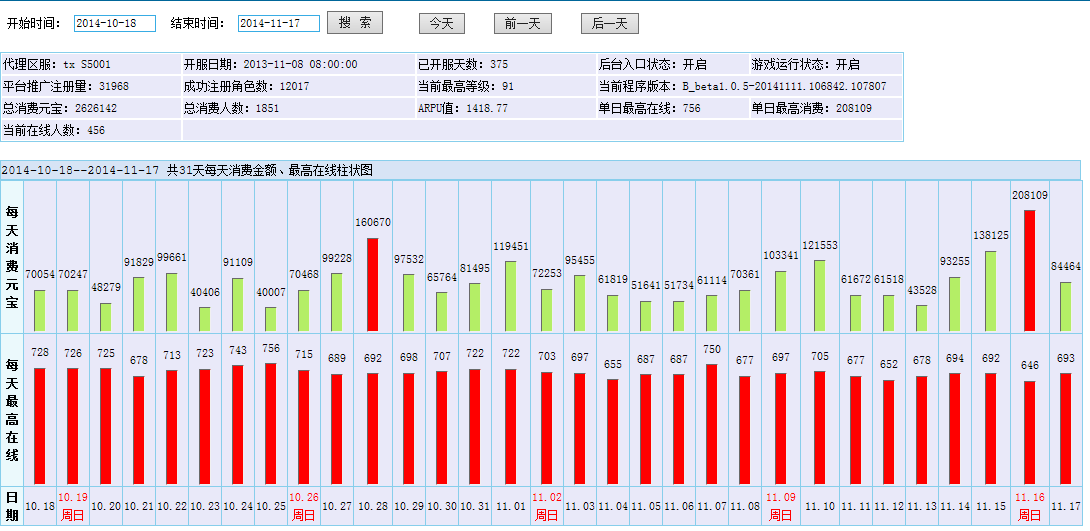 开始时间： 2014-10-18 结束时间： 2014-11-17 搜 索 今天 前一天 后一天
代理区服：tx S5001 开服日期：2013-11-08 08:00:00 已开服天数：375 后台入口状态：开启 游戏运行状态：开启
平台推广注册量：31968 成功注册角色数：12017 当前最高等级：91 当前程序版本：B_beta1.0.5-20141111.106842.107807
总消费元宝：2626142 总消费人数：1851 ARPU值：1418.77 单日最高在线：756 单日最高消费：208109
当前在线人数：456
2014-10-18--2014-11-17 共31天每天消费金额、最高在线柱状图
每天消费元宝 70054 70247 48279 91829 99661 40406 91109 40007 70468 99228 160670 97532 65764 81495 119451 72253 95455 61819 51641 51734 61114 70361 103341 121553 61672 61518 43528 93255 138125 208109 84464
每天最高在线 728 726 725 678 713 723 743 756 715 689 692 698 707 722 722 703 697 655 687 687 750 677 697 705 677 652 678 694 692 646 693
日期 10.18 10.19 周日 10.20 10.21 10.22 10.23 10.24 10.25 10.26 周日 10.27 10.28 10.29 10.30 10.31 11.01 11.02 周日 11.03 11.04 11.05 11.06 11.07 11.08 11.09 周日 11.10 11.11 11.12 11.13 11.14 11.15 11.16 周日 11.17